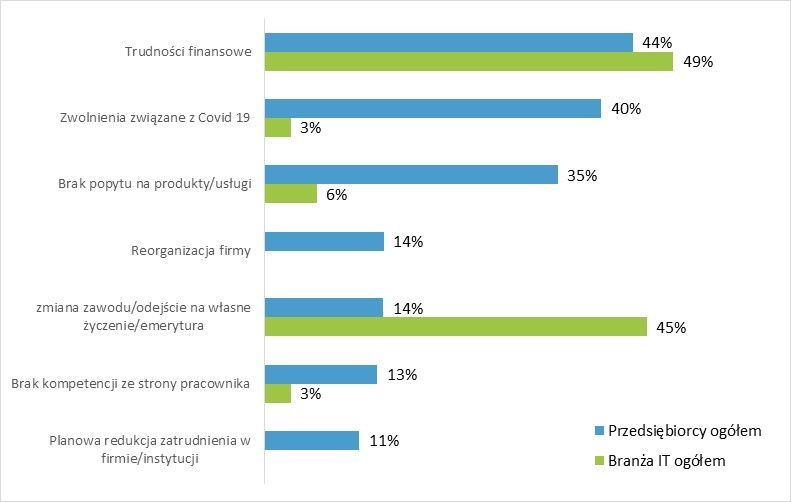 Trudności finansowe
44%
49%
Zwolnienia związane z Covid 19
40%
3%
Brak popytu na produkty/usługi
35%
6%
Reorganizacja firmy
14%
zmiana zawodu/odejście na własne
życzenie/emerytura
14%
45%
Brak kompetencji ze strony pracownika
13%
3%
Planowa redukcja zatrudnienia w
firmie/instytucji
11%
Przedsiębiorcy ogółem
Branża IT ogółem